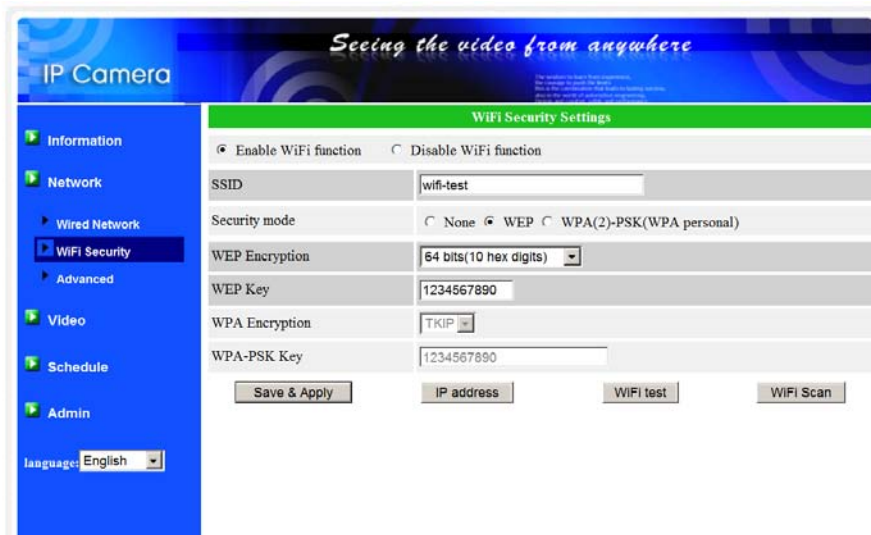 Seeing the video from anywhere
IP Camera
WiFi Security Settings
Information
Network
Wired Network
WiFi Security
Advanced
Video
Schedule
Admin
language: English
Enable WiFi function Disable WiFi function
SSID wifi-test
Security mode None WEP WPA(2)-PSK(WPA personal)
WEP Encryption 64 bits(10 hex digits)
WEP Key 1234567890
WPA Encryption TKIP
WPA-PSK Key 1234567890
Save & Apply IP address WiFi test WiFi Scan